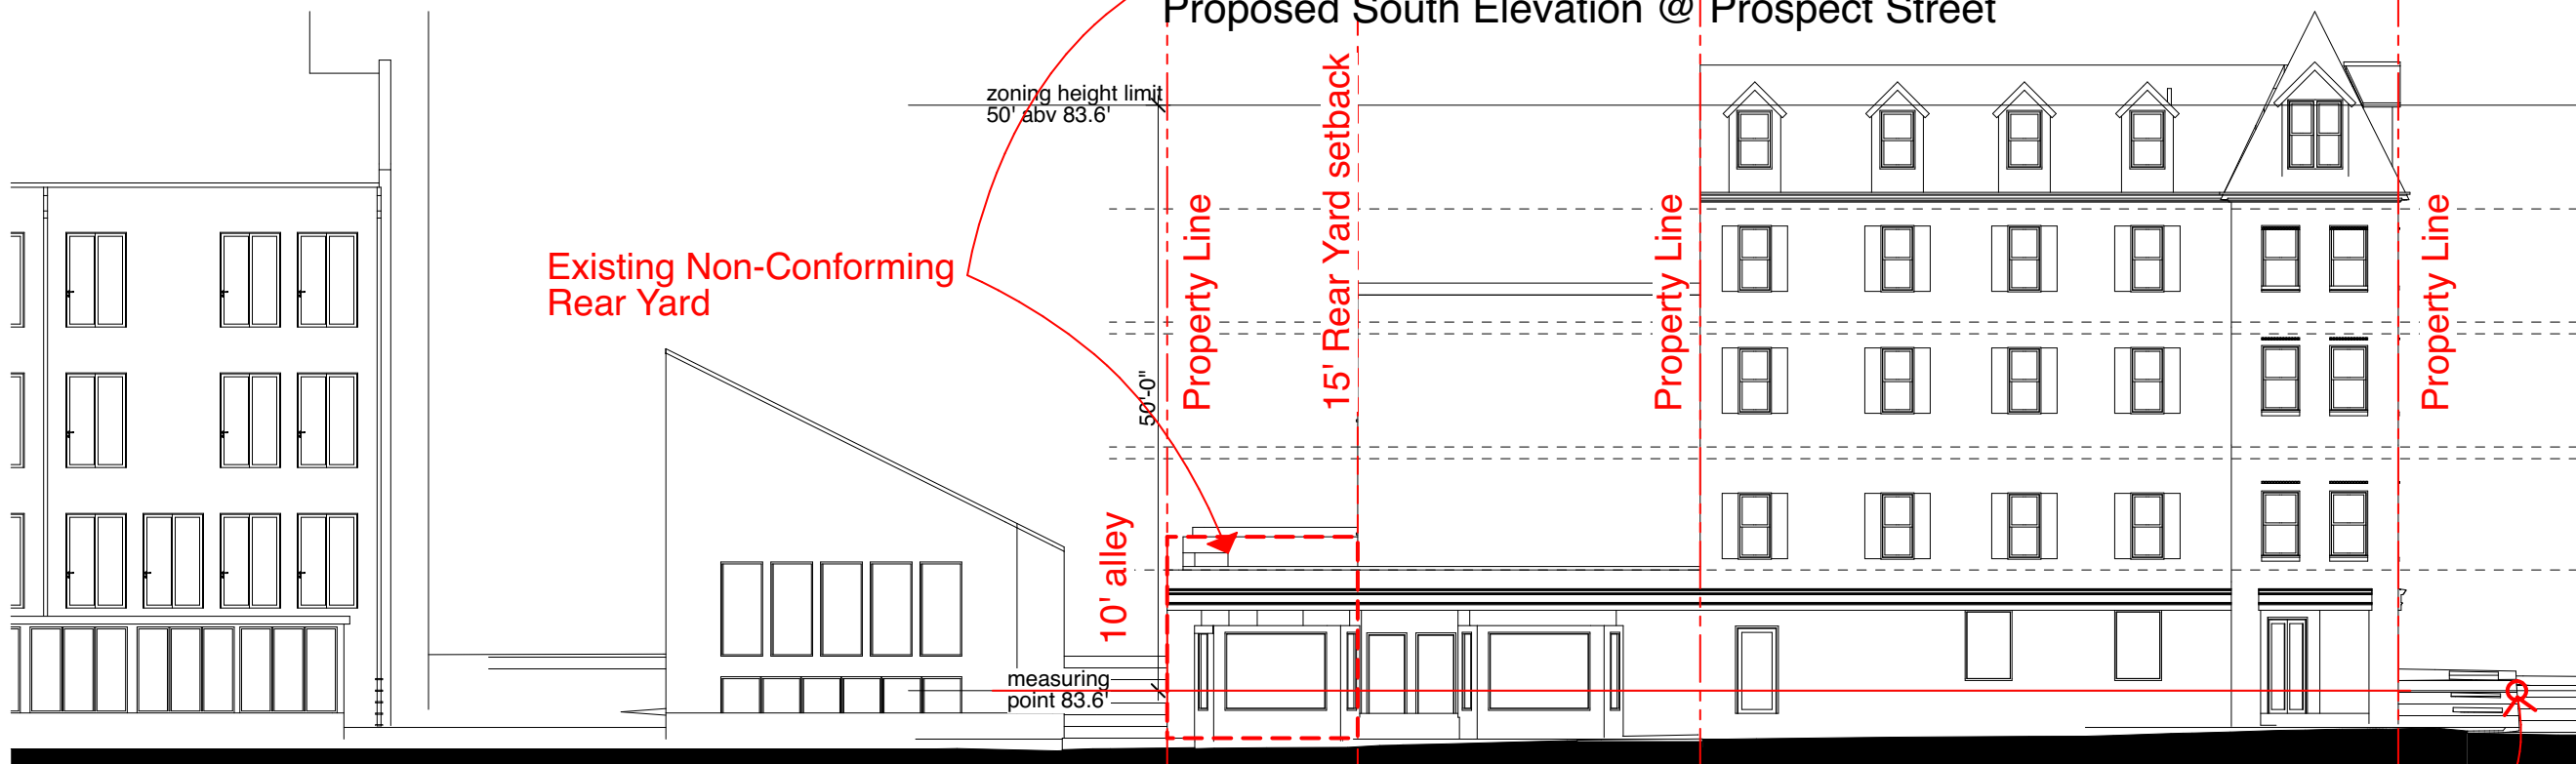 Proposed South Elevation @ Prospect Street
zoning height limit
50' abv 83.6'
Existing Non-Conforming
Rear Yard
50'-0"
10' alley
Property Line
15' Rear Yard setback
Property Line
Property Line
measuring
point 83.6'